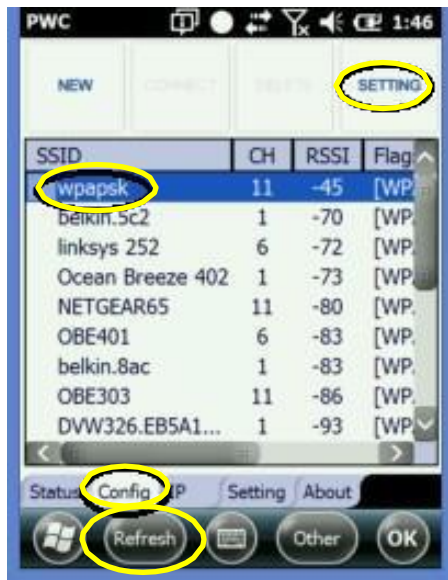 PWC 1:46
NEW CONNECT DELETE SETTING
SSID CH RSSI Flag
wpapsk 11 -45 [WP.
belkin.5c2 1 -70 [WP.
linksys 252 6 -72 [WP.
Ocean Breeze 402 1 -73 [WP.
NETGEAR65 11 -80 [WP.
OBE401 6 -83 [WP.
belkin.8ac 1 -83 [WP.
OBE303 11 -86 [WP.
DVW326.EB5A1... 1 -93 [WP.
Status Config IP Setting About
Refresh Other OK